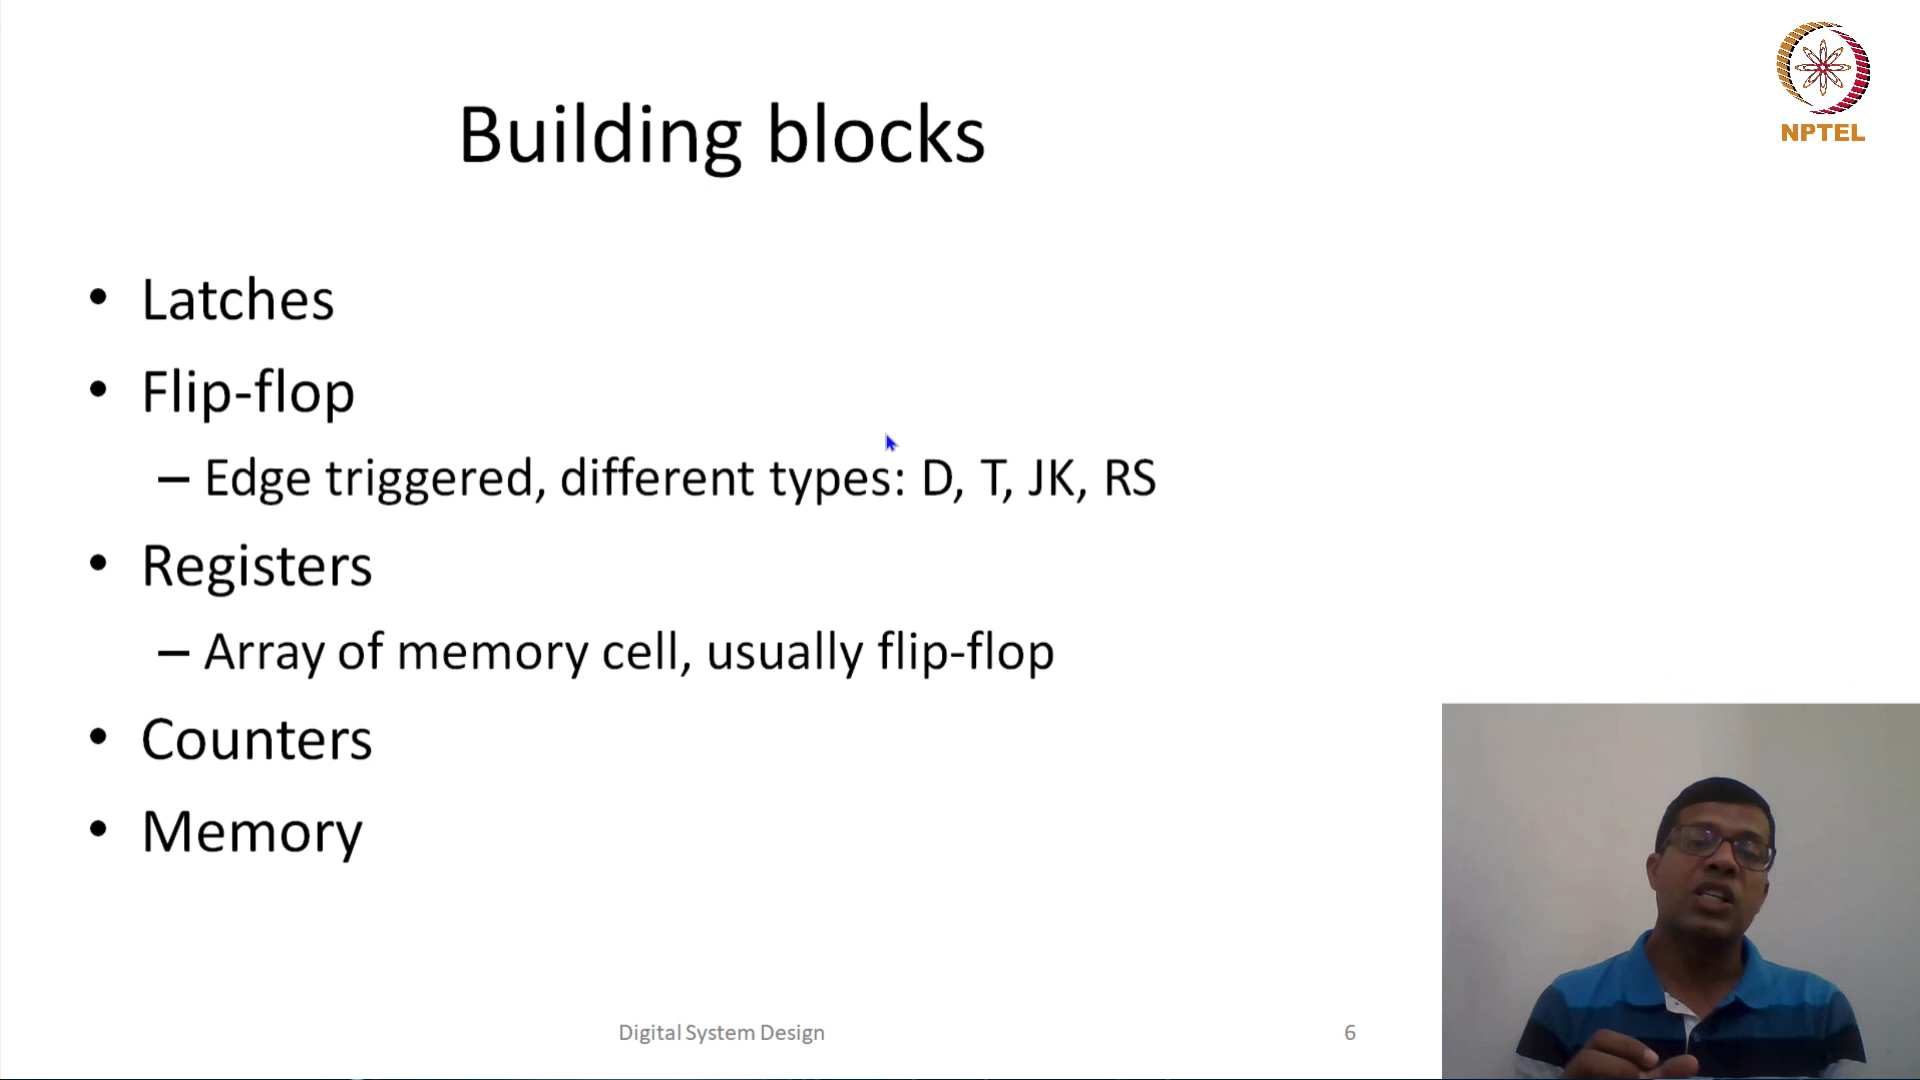 NPTEL
Building blocks
• Latches
• Flip-flop
– Edge triggered, different types: D, T, JK, RS
• Registers
– Array of memory cell, usually flip-flop
• Counters
• Memory
Digital System Design
6